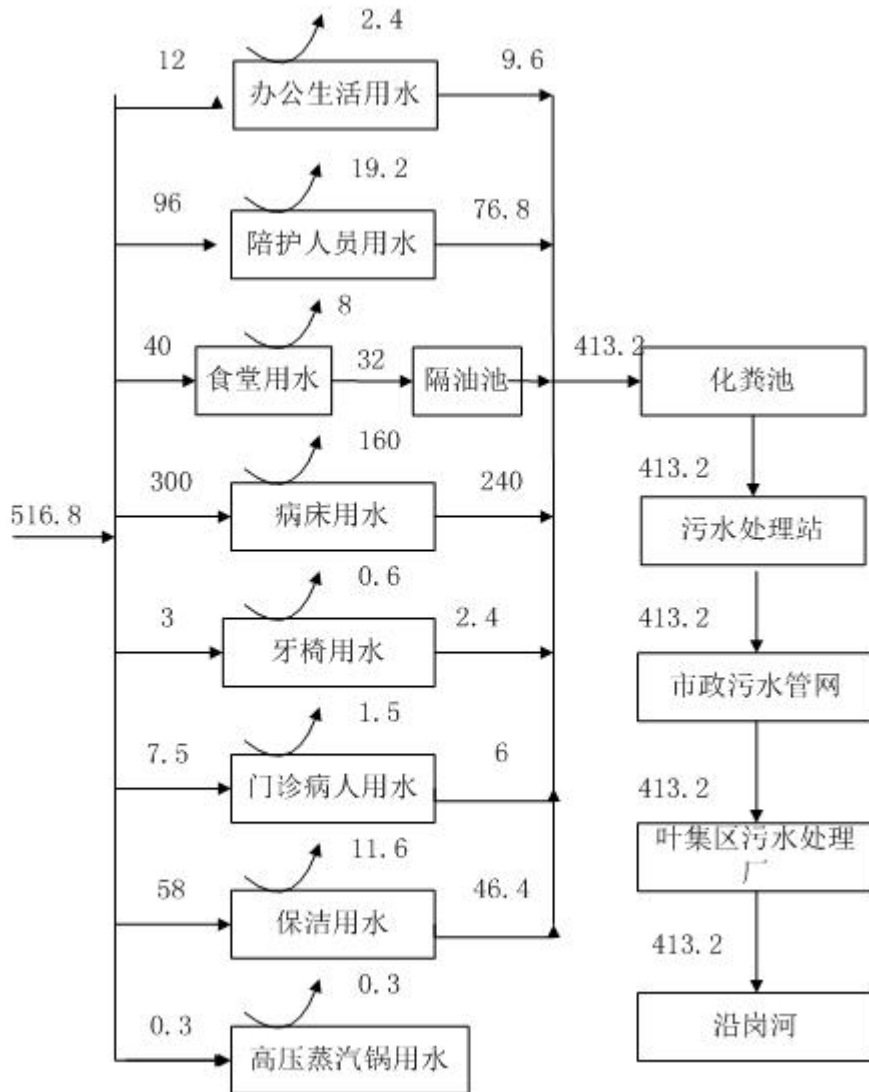 2.4
12
9.6
办公生活用水
19.2
96
76.8
陪护人员用水
8
40
32
413.2
食堂用水
隔油池
化粪池
160
300
240
413.2
病床用水
污水处理站
516.8
0.6
3
2.4
413.2
牙椅用水
市政污水管网
1.5
7.5
6
门诊病人用水
413.2
叶集区污水处理
厂
11.6
58
46.4
保洁用水
413.2
0.3
0.3
高压蒸汽锅用水
沿岗河